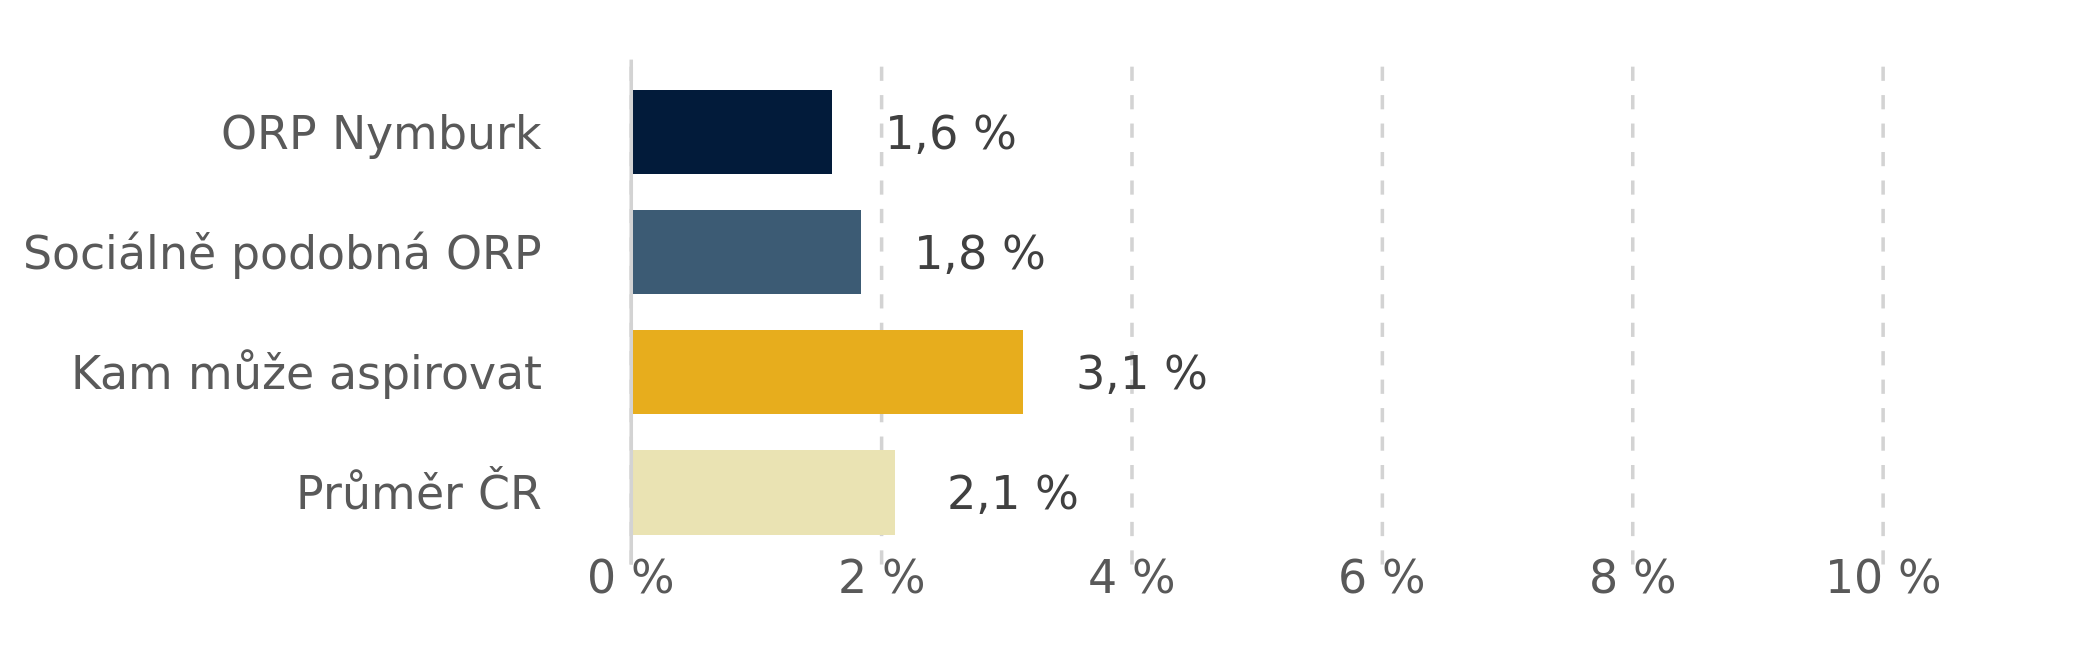 ORP Nymburk 1,6 %
Sociálně podobná ORP 1,8 %
Kam může aspirovat 3,1 %
Průměr ČR 2,1 %
0 % 2 % 4 % 6 % 8 % 10 %